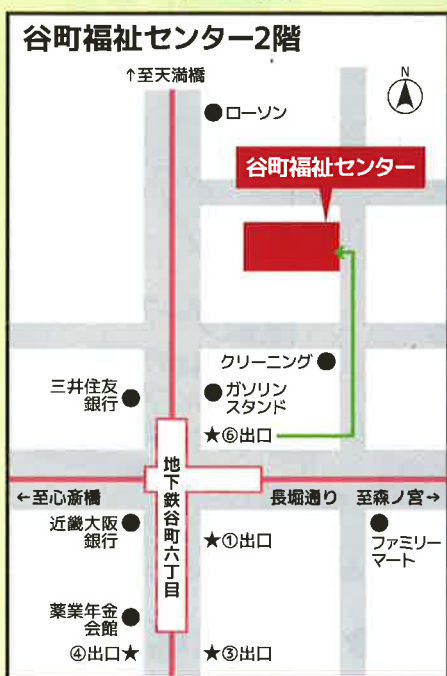 谷町福祉センター2階
↑至天満橋
N
●ローソン
谷町福祉センター
クリーニング●
三井住友
銀行●
●ガソリン
スタンド
★⑥出口
地下鉄谷町六丁目
←至心斎橋
長堀通り
至森ノ宮→
近畿大阪
銀行●
★①出口
●
ファミリー
マート
薬業年金
会館●
④出口★
★③出口